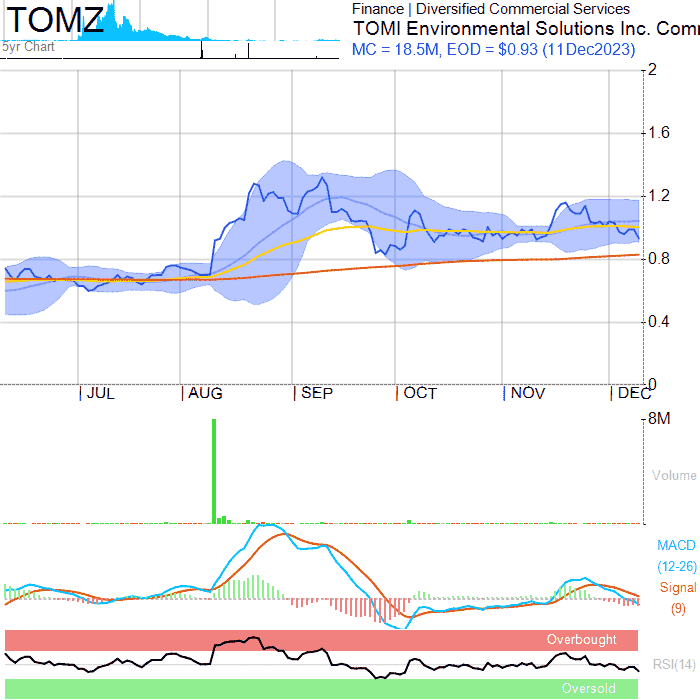 TOMZ
5yr Chart
Finance | Diversified Commercial Services
TOMI Environmental Solutions Inc. Com
MC = 18.5M, EOD = $0.93 (11Dec2023)
2
1.6
1.2
0.8
0.4
0
JUL AUG SEP OCT NOV DEC
8M
Volume
MACD
(12-26)
Signal
(9)
Overbought
RSI(14)
Oversold